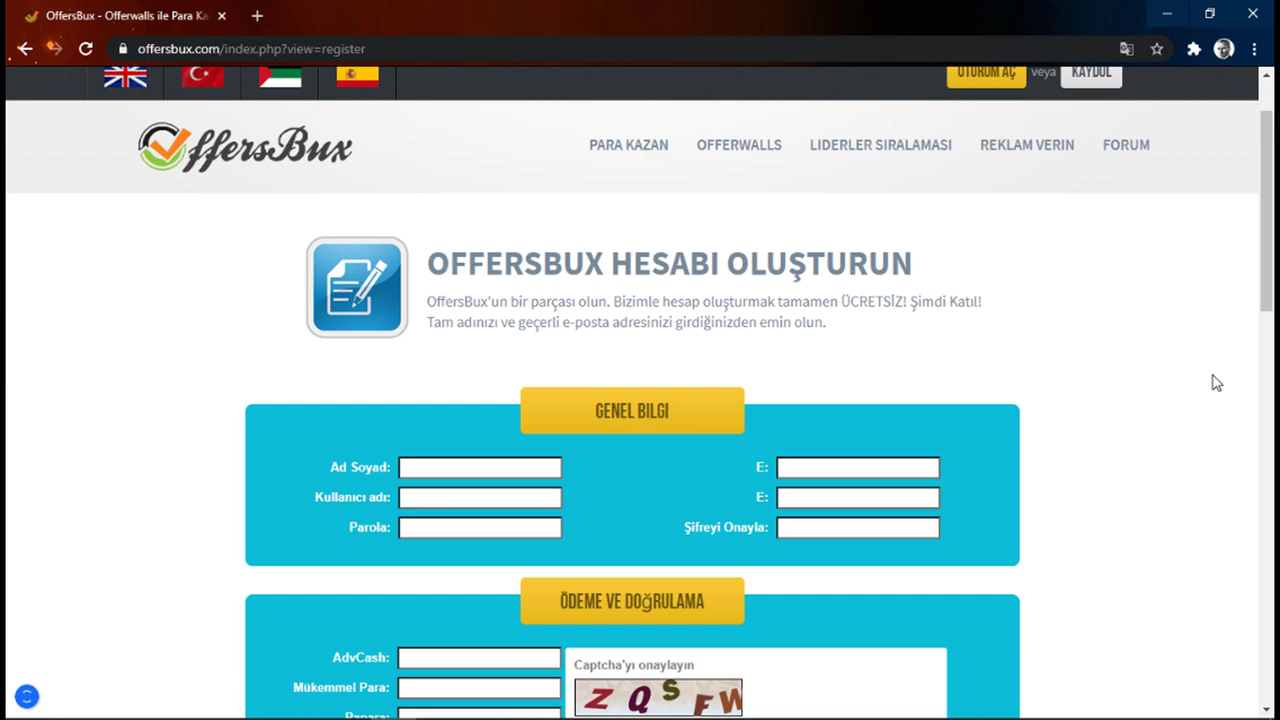 OffersBux - Offerwalls ile Para Ka
offersbux.com/index.php?view=register
OTURUM AÇ veya KAYDOL
OffersBux
PARA KAZAN OFFERWALLS LIDERLER SIRALAMASI REKLAM VERIN FORUM
OFFERSBUX HESABI OLUŞTURUN
OffersBux'un bir parçası olun. Bizimle hesap oluşturmak tamamen ÜCRETSİZ! Şimdi Katıl!
Tam adınızı ve geçerli e-posta adresinizi girdiğinizden emin olun.
GENEL BILGI
Ad Soyad: E:
Kullanıcı adı: E:
Parola: Şifreyi Onayla:
ÖDEME VE DOğRULAMA
AdvCash: Captcha'yı onaylayın
Mükemmel Para: Z Q S F W
Papara: